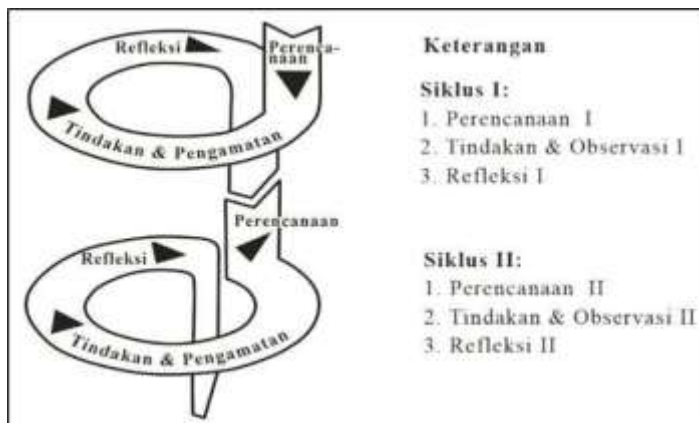 Refleksi
Perenca-
naan
Tindakan & Pengamatan
Perencanaan
Refleksi
Tindakan & Pengamatan
Keterangan
Siklus I:
1. Perencanaan I
2. Tindakan & Observasi I
3. Refleksi I
Siklus II:
1. Perencanaan II
2. Tindakan & Observasi II
3. Refleksi II